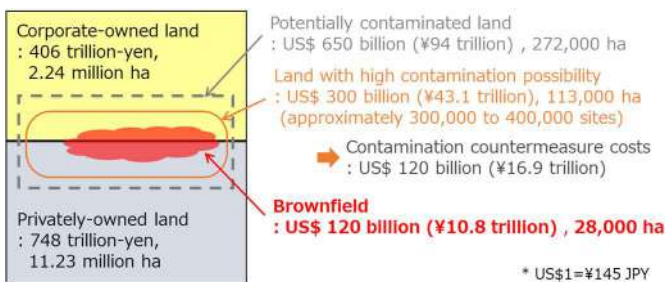 Corporate-owned land
: 406 trillion-yen,
2.24 million ha
Privately-owned land
: 748 trillion-yen,
11.23 million ha
Potentially contaminated land
: US$ 650 billion (¥94 trillion) , 272,000 ha
Land with high contamination possibility
: US$ 300 billion (¥43.1 trillion), 113,000 ha
(approximately 300,000 to 400,000 sites)
Contamination countermeasure costs
: US$ 120 billion (¥16.9 trillion)
Brownfield
: US$ 120 billion (¥10.8 trilllion) , 28,000 ha
* US$1=¥145 JPY